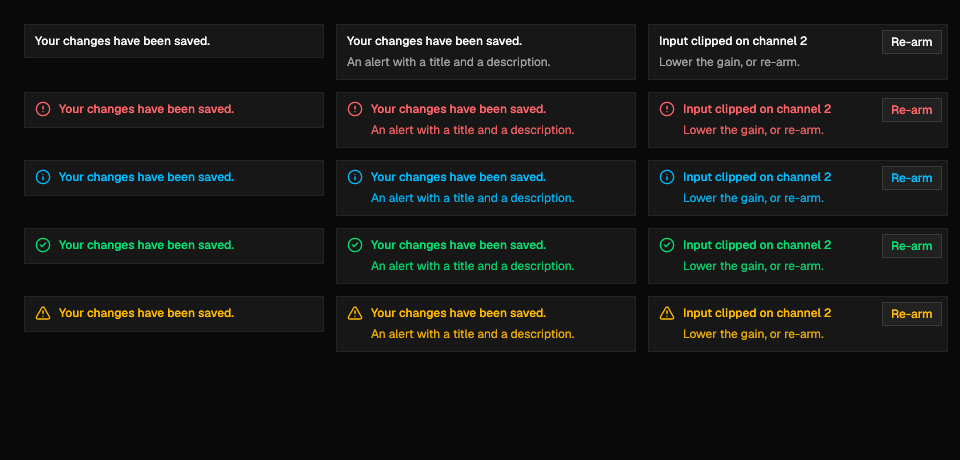 Your changes have been saved.
Your changes have been saved.
An alert with a title and a description.
Input clipped on channel 2
Lower the gain, or re-arm.
Re-arm
Your changes have been saved.
Your changes have been saved.
An alert with a title and a description.
Input clipped on channel 2
Lower the gain, or re-arm.
Re-arm
Your changes have been saved.
Your changes have been saved.
An alert with a title and a description.
Input clipped on channel 2
Lower the gain, or re-arm.
Re-arm
Your changes have been saved.
Your changes have been saved.
An alert with a title and a description.
Input clipped on channel 2
Lower the gain, or re-arm.
Re-arm
Your changes have been saved.
Your changes have been saved.
An alert with a title and a description.
Input clipped on channel 2
Lower the gain, or re-arm.
Re-arm